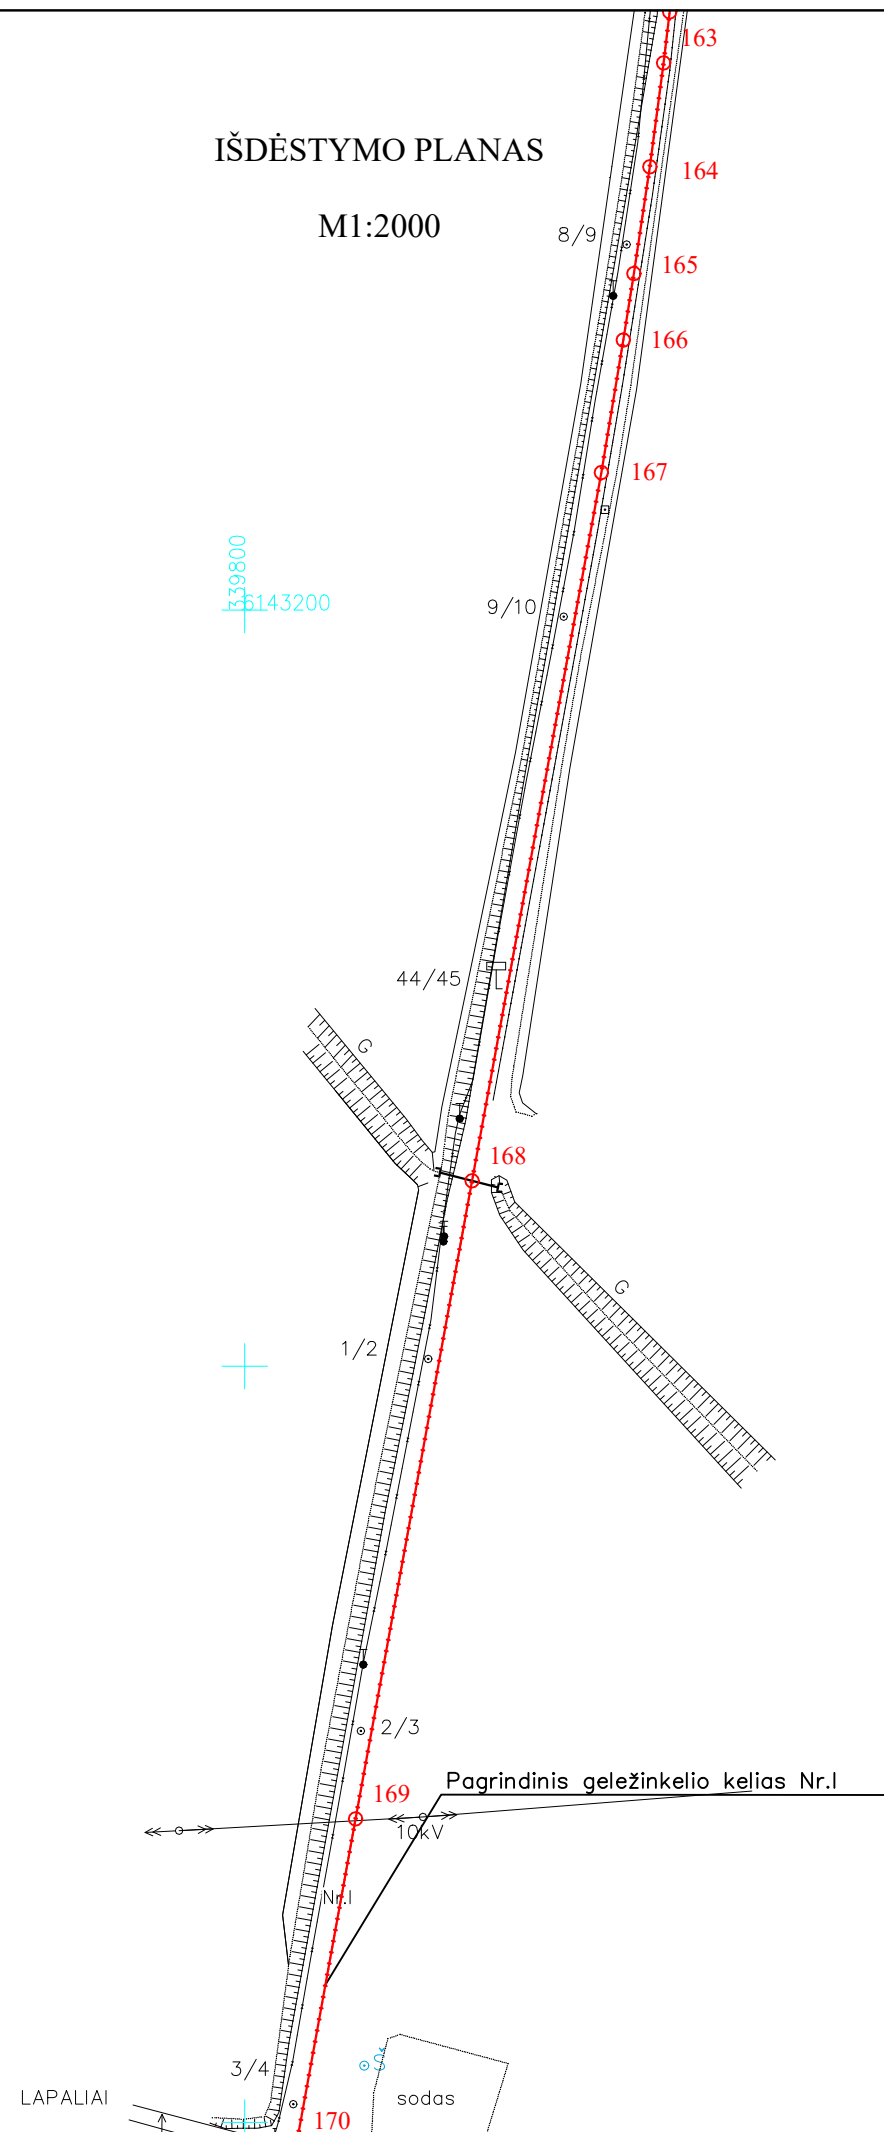 163
IŠDĖSTYMO PLANAS
164
M1:2000
8/9
165
166
167
339800
6143200
9/10
44/45
G
168
G
1/2
2/3
Pagrindinis geležinkelio kelias Nr.I
169
10kV
Nr.I
3/4
Š
LAPALIAI
sodas
170